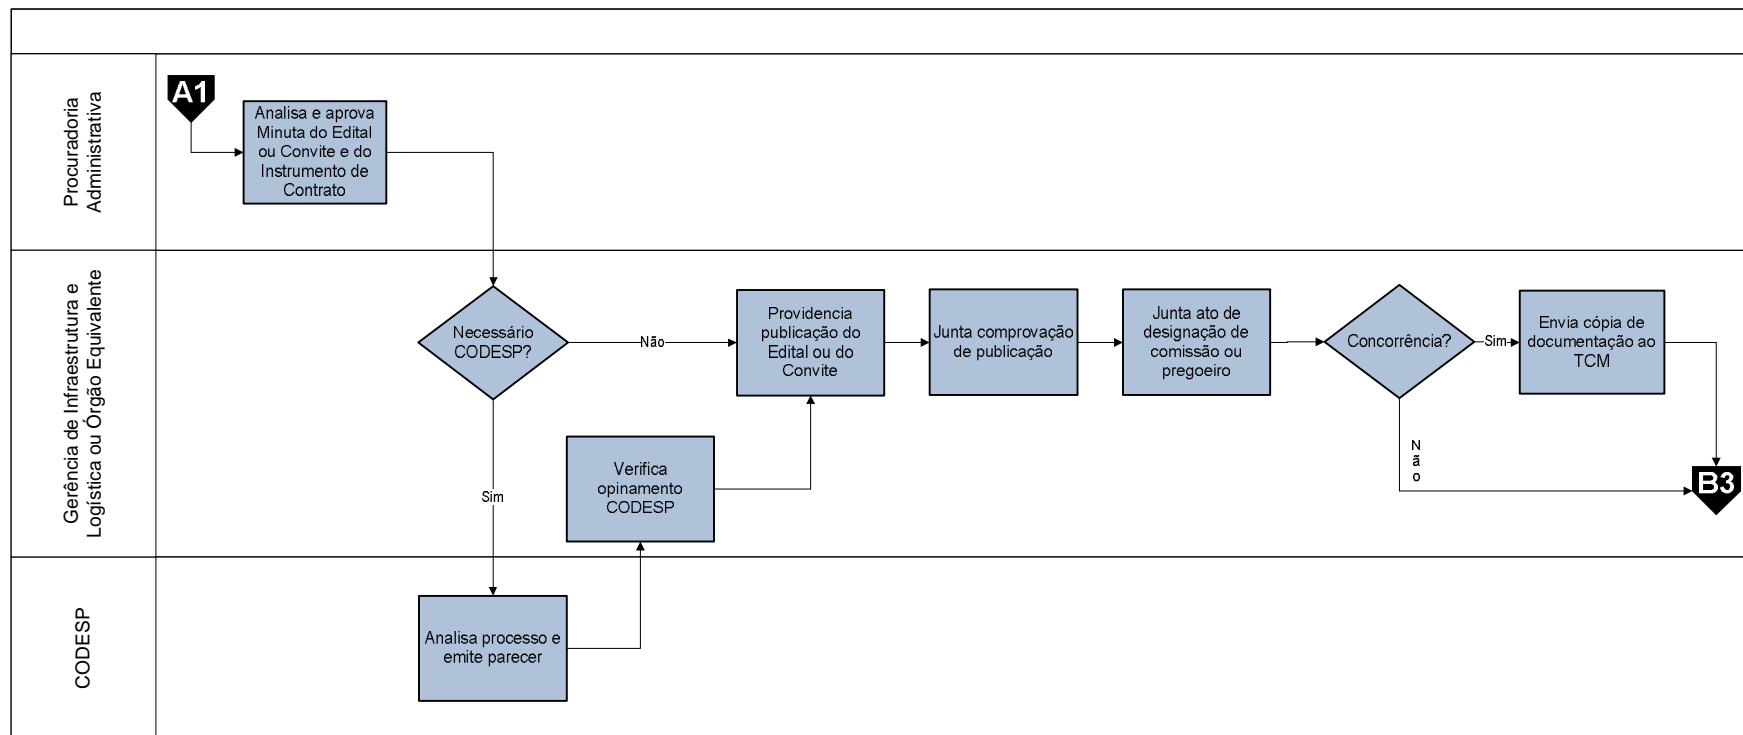 Procuradoria
Administrativa
A1
Analisa e aprova
Minuta do Edital
ou Convite e do
Instrumento de
Contrato
Gerência de Infraestrutura e
Logística ou Órgão Equivalente
Necessário
CODESP?
Não
Providencia
publicação do
Edital ou do
Convite
Junta comprovação
de publicação
Junta ato de
designação de
comissão ou
pregoeiro
Concorrência?
Sim
Envia cópia de
documentação ao
TCM
Não
B3
Sim
Verifica
opinamento
CODESP
CODESP
Analisa processo e
emite parecer